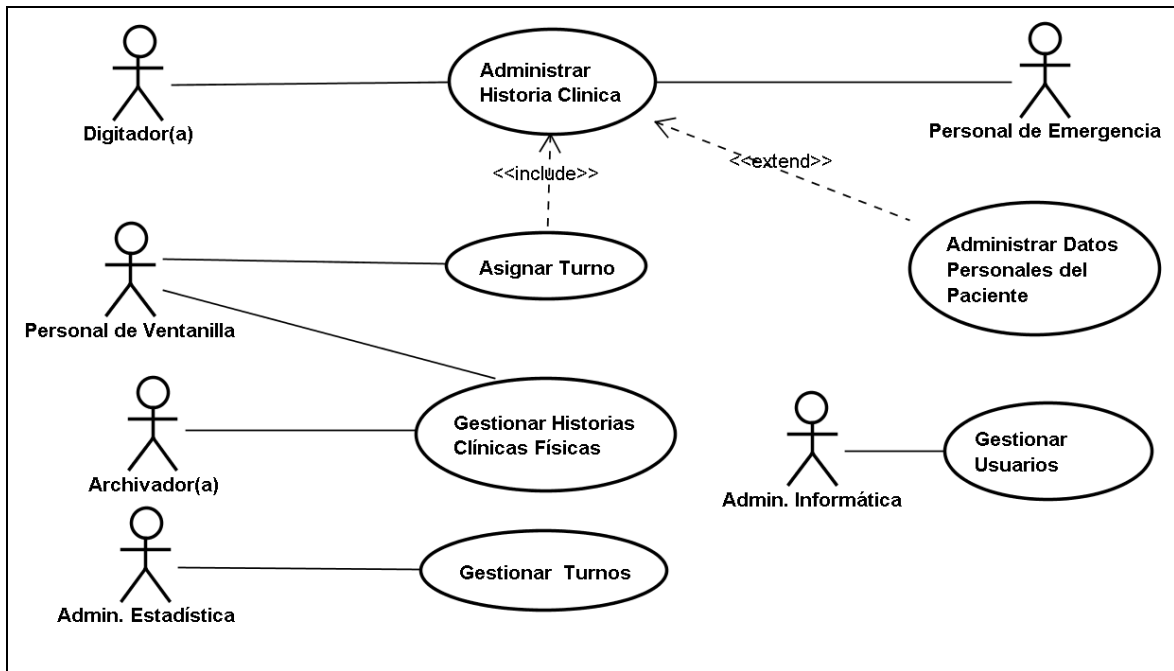 Administrar
Historia Clinica
Digitador(a)
Personal de Emergencia
<<include>>
<<extend>>
Asignar Turno
Administrar Datos
Personales del
Paciente
Personal de Ventanilla
Gestionar Historias
Clínicas Físicas
Archivador(a)
Gestionar
Usuarios
Admin. Informática
Gestionar  Turnos
Admin. Estadística